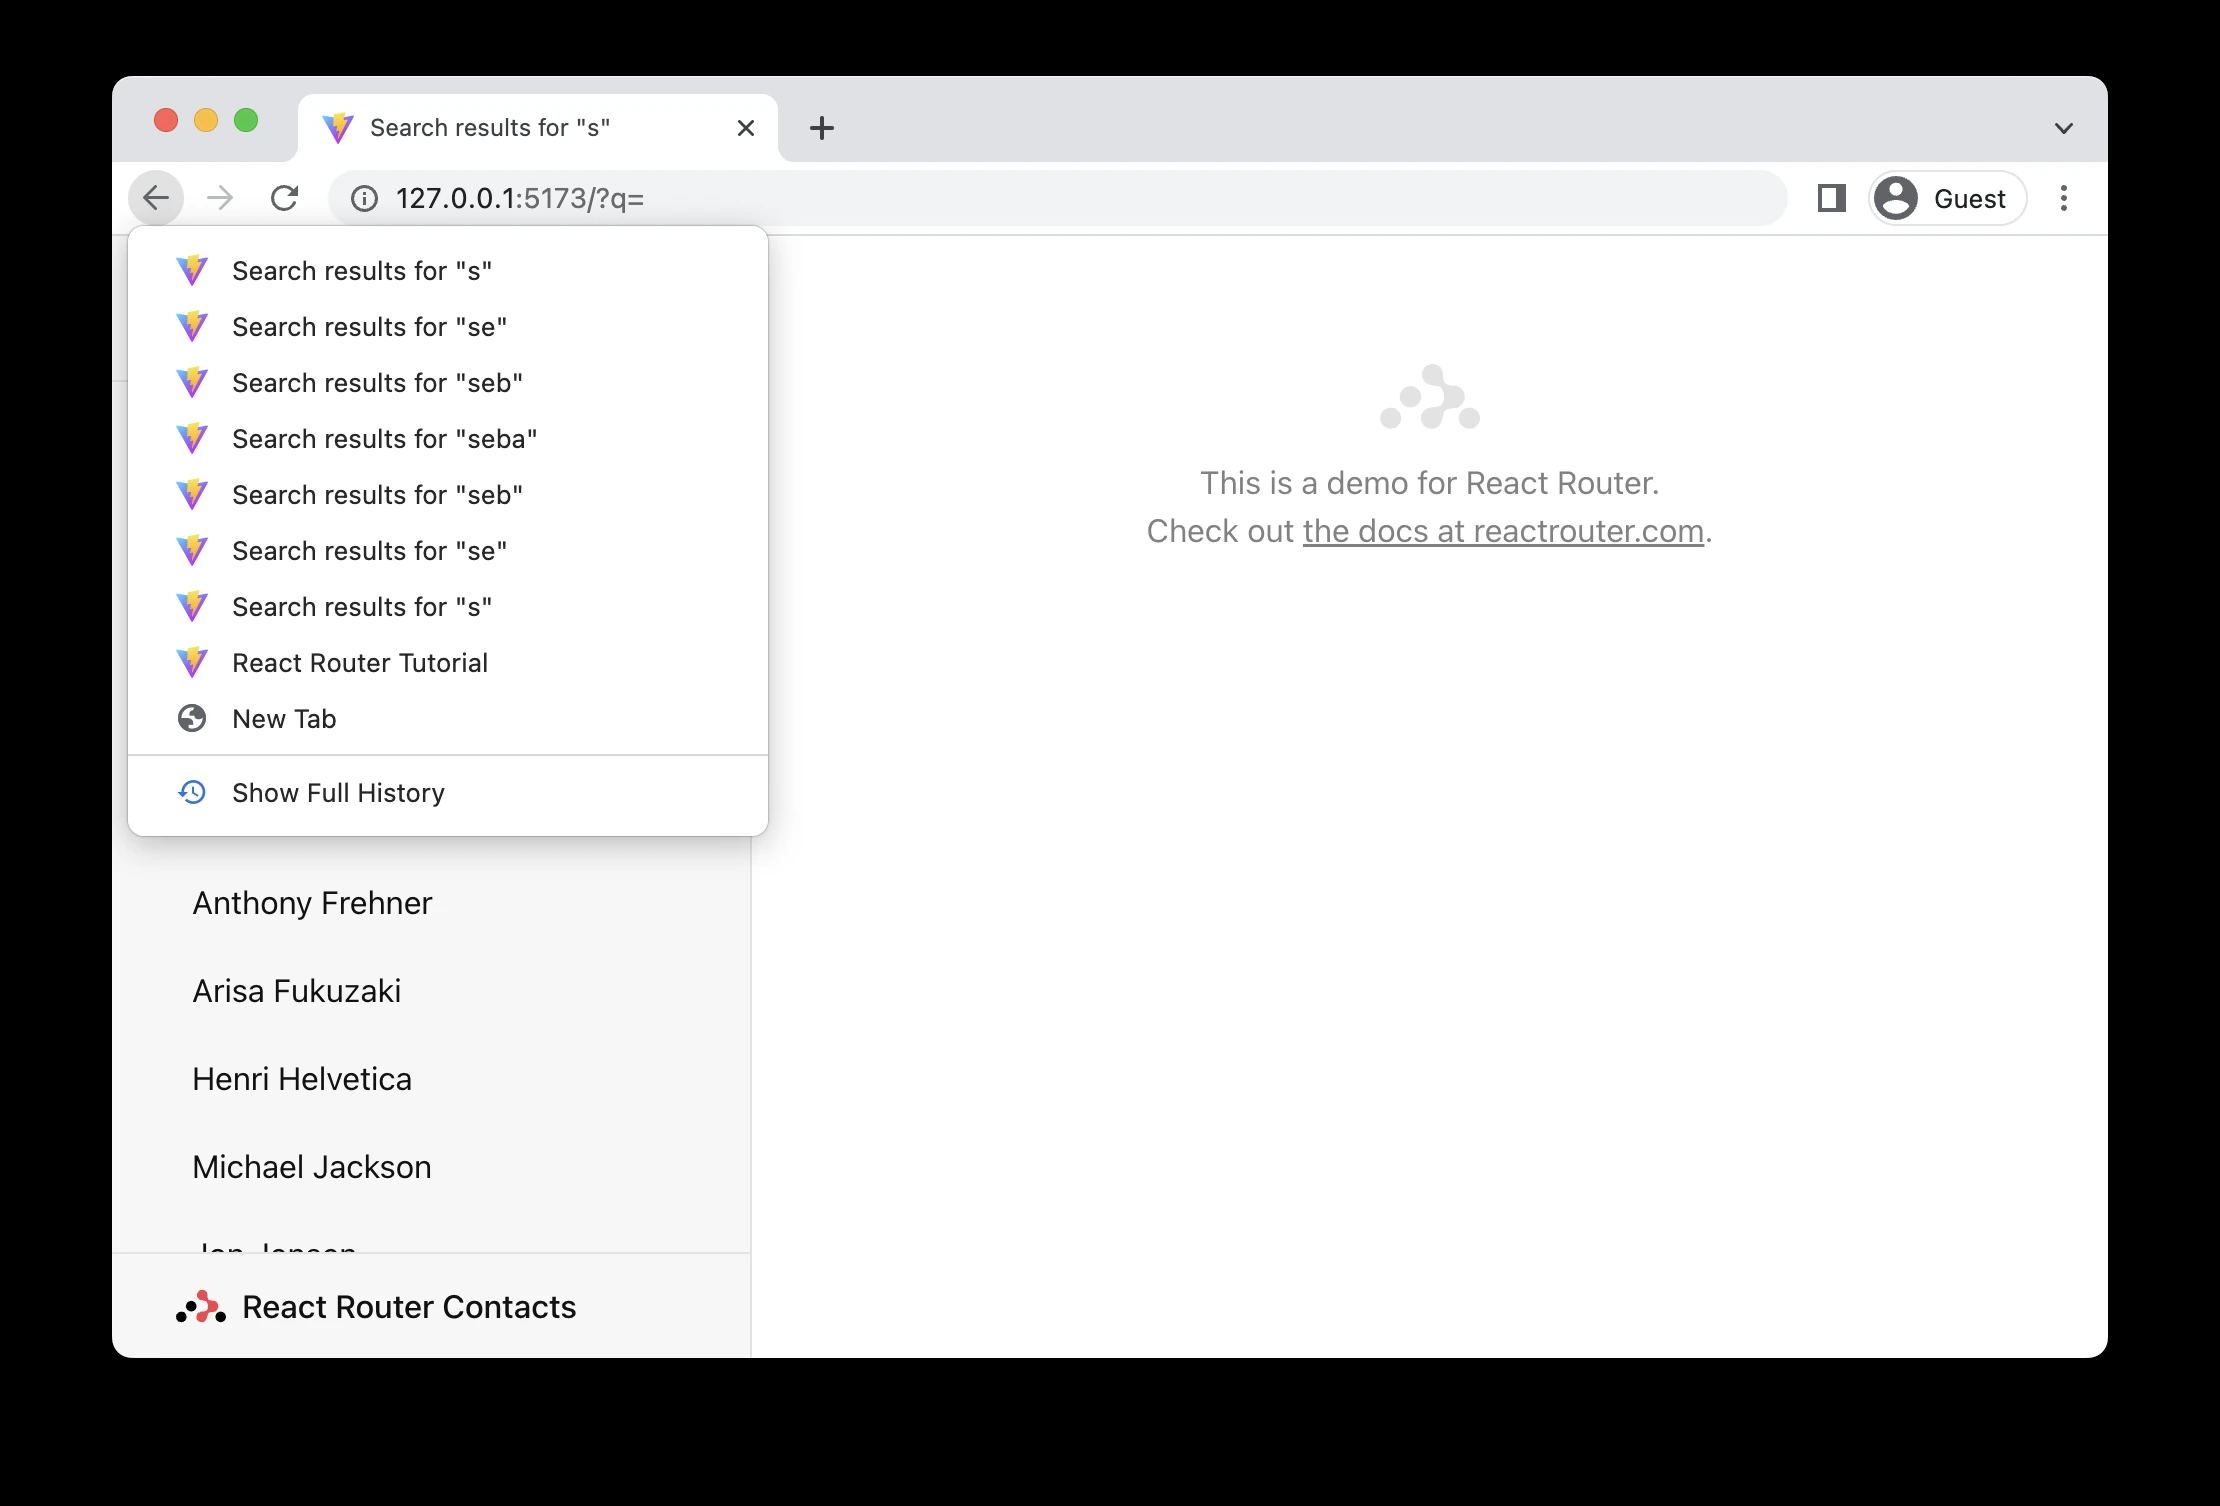 Search results for "s"
127.0.0.1:5173/?q=
Guest
Search results for "s"
Search results for "se"
Search results for "seb"
Search results for "seba"
Search results for "seb"
Search results for "se"
Search results for "s"
React Router Tutorial
New Tab
Show Full History
This is a demo for React Router.
Check out the docs at reactrouter.com.
Anthony Frehner
Arisa Fukuzaki
Henri Helvetica
Michael Jackson
React Router Contacts